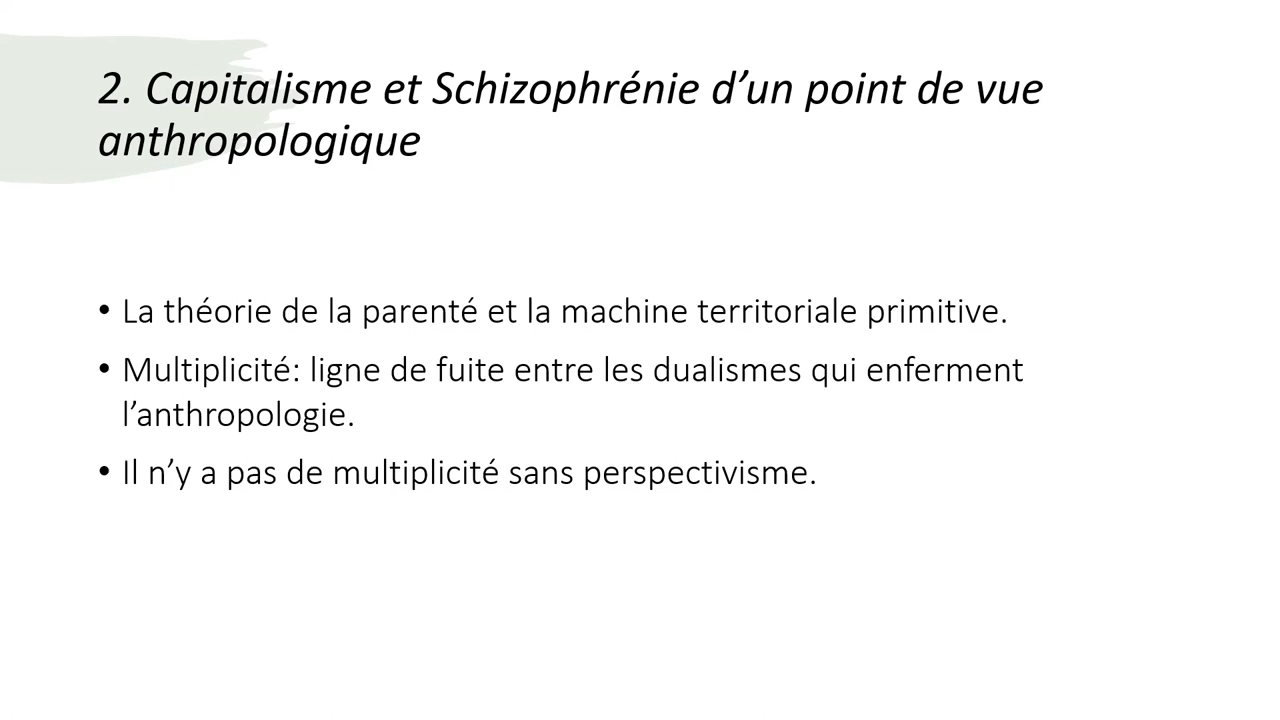 2. Capitalisme et Schizophrénie d’un point de vue
anthropologique
• La théorie de la parenté et la machine territoriale primitive.
• Multiplicité: ligne de fuite entre les dualismes qui enferment
l’anthropologie.
• Il n’y a pas de multiplicité sans perspectivisme.